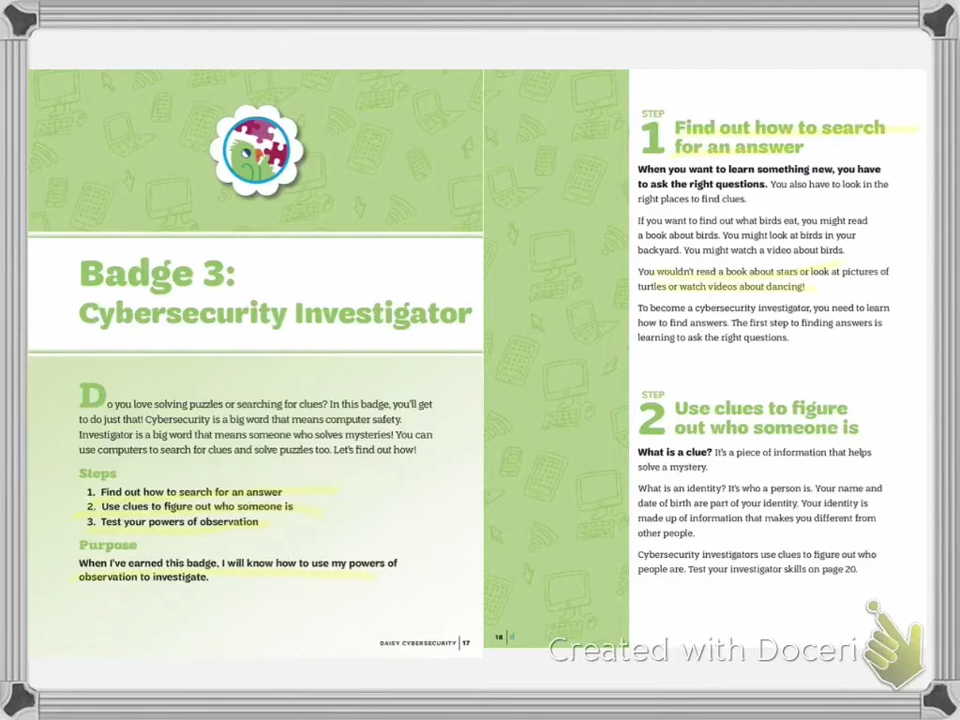 Badge 3:
Cybersecurity Investigator
Do you love solving puzzles or searching for clues? In this badge, you'll get
to do just that! Cybersecurity is a big word that means computer safety.
Investigator is a big word that means someone who solves mysteries! You can
use computers to search for clues and solve puzzles too. Let's find out how!
Steps
1. Find out how to search for an answer
2. Use clues to figure out who someone is
3. Test your powers of observation
Purpose
When I've earned this badge, I will know how to use my powers of
observation to investigate.
DAISY CYBERSECURITY 17
STEP
1 Find out how to search
for an answer
When you want to learn something new, you have
to ask the right questions. You also have to look in the
right places to find clues.
If you want to find out what birds eat, you might read
a book about birds. You might look at birds in your
backyard. You might watch a video about birds.
You wouldn't read a book about stars or look at pictures of
turtles or watch videos about dancing!
To become a cybersecurity investigator, you need to learn
how to find answers. The first step to finding answers is
learning to ask the right questions.
STEP
2 Use clues to figure
out who someone is
What is a clue? It's a piece of information that helps
solve a mystery.
What is an identity? It's who a person is. Your name and
date of birth are part of your identity. Your identity is
made up of information that makes you different from
other people.
Cybersecurity investigators use clues to figure out who
people are. Test your investigator skills on page 20.
18 d
Created with Doceri